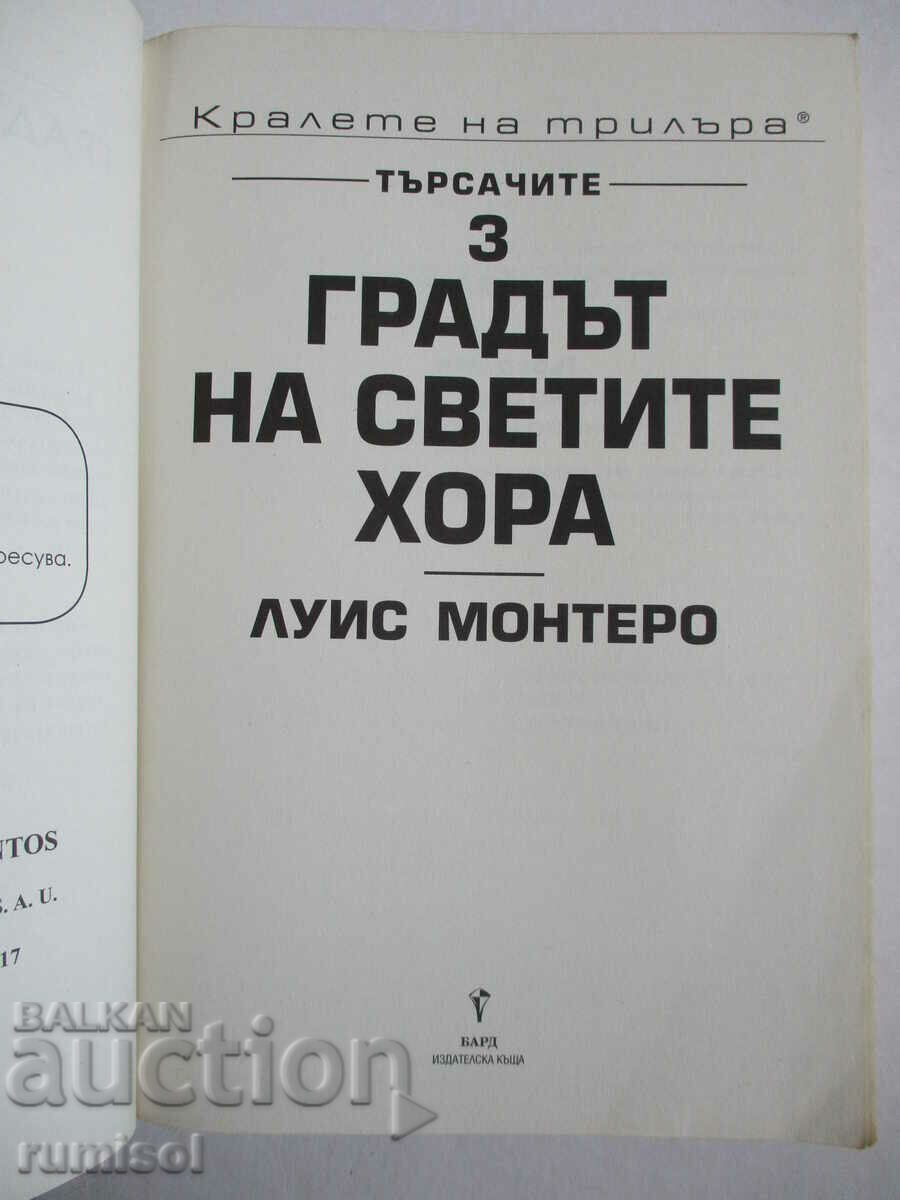 Кралете на трилъра®
ТЪРСАЧИТЕ
3
ГРАДЪТ
НА СВЕТИТЕ
ХОРА
ЛУИС МОНТЕРО
БАРД
ИЗДАТЕЛСКА КЪЩА
ресува.
NTOS
S. A. U.
17
BALKAN
auction
rumisol